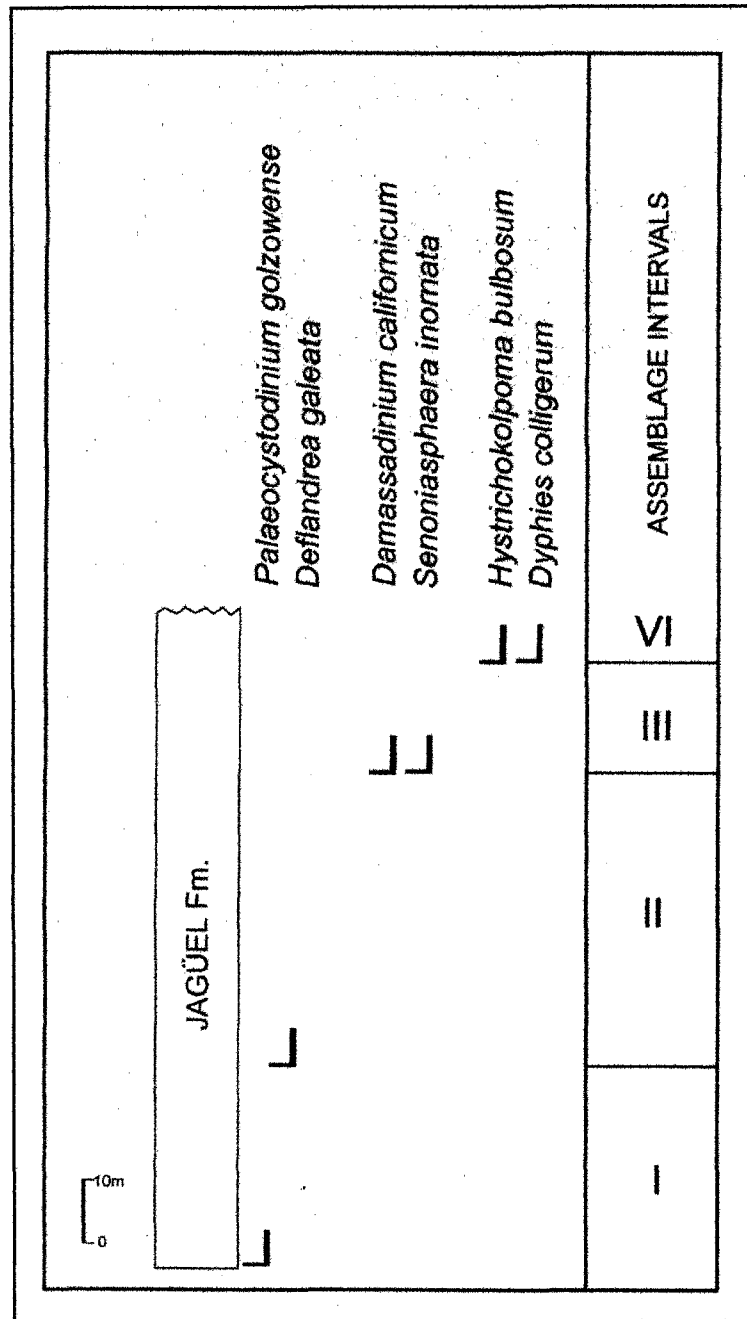 0
10m
JAGÜEL Fm.
Palaeocystodinium golzowense
Deflandrea galeata
Damassadinium californicum
Senoniasphaera inornata
Hystrichokolpoma bulbosum
Dyphies colligerum
I
II
III
IV
ASSEMBLAGE INTERVALS